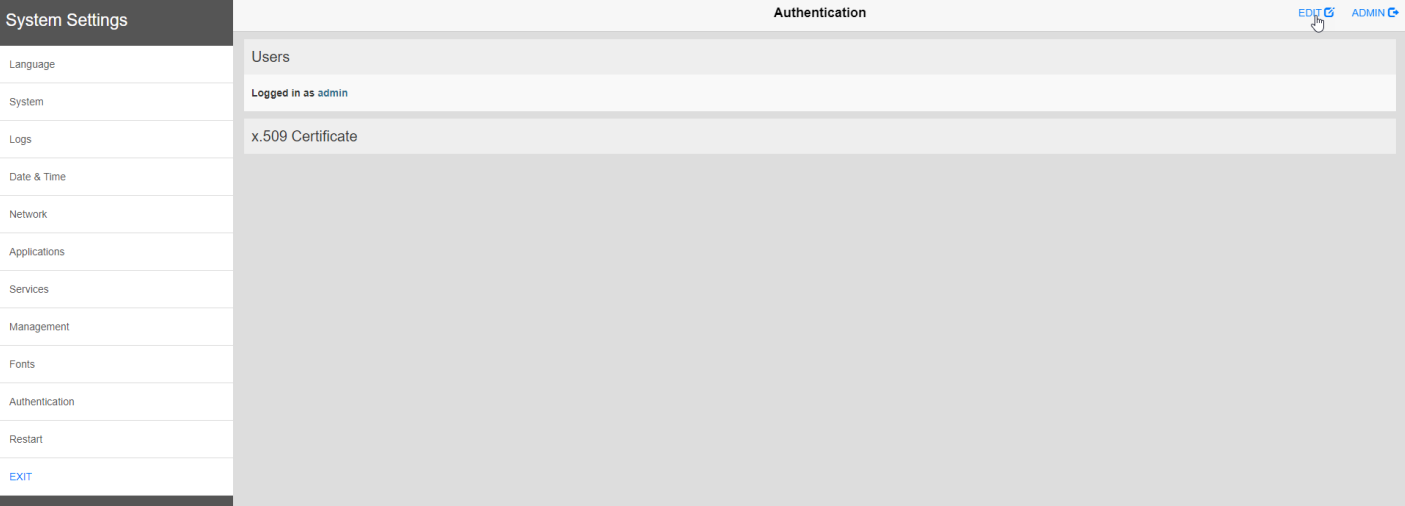 System Settings
Language
System
Logs
Date & Time
Network
Applications
Services
Management
Fonts
Authentication
Restart
EXIT
Authentication
EDIT
ADMIN
Users
Logged in as admin
x.509 Certificate